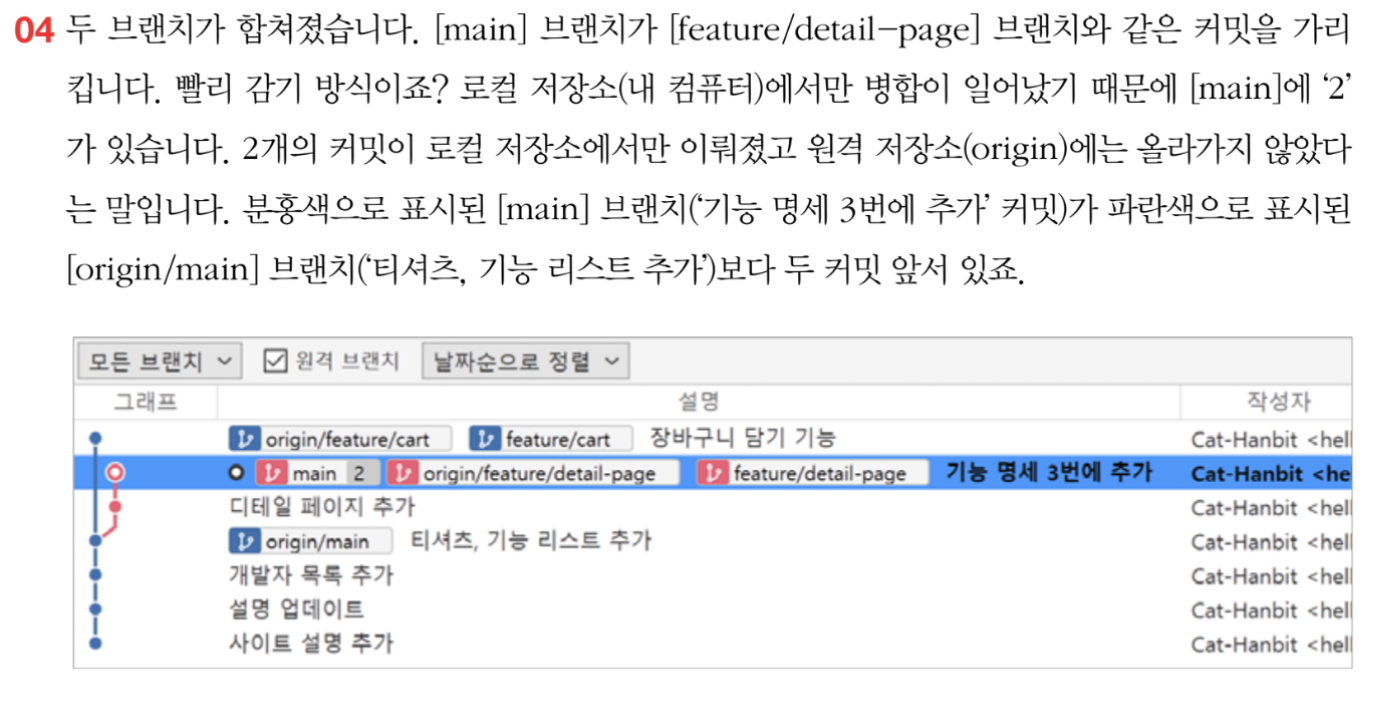 04 두 브랜치가 합쳐졌습니다. [main] 브랜치가 [feature/detail-page] 브랜치와 같은 커밋을 가리
킵니다. 빨리 감기 방식이죠? 로컬 저장소(내 컴퓨터)에서만 병합이 일어났기 때문에 [main]에 ‘2’
가 있습니다. 2개의 커밋이 로컬 저장소에서만 이뤄졌고 원격 저장소(origin)에는 올라가지 않았다
는 말입니다. 분홍색으로 표시된 [main] 브랜치(‘기능 명세 3번에 추가’ 커밋)가 파란색으로 표시된
[origin/main] 브랜치(‘티셔츠, 기능 리스트 추가’)보다 두 커밋 앞서 있죠.
모든 브랜치 원격 브랜치 날짜순으로 정렬
그래프 설명 작성자
origin/feature/cart feature/cart 장바구니 담기 기능 Cat-Hanbit <hell
main 2 origin/feature/detail-page feature/detail-page 기능 명세 3번에 추가 Cat-Hanbit <he
디테일 페이지 추가 Cat-Hanbit <hell
origin/main 티셔츠, 기능 리스트 추가 Cat-Hanbit <hell
개발자 목록 추가 Cat-Hanbit <hell
설명 업데이트 Cat-Hanbit <hell
사이트 설명 추가 Cat-Hanbit <hell